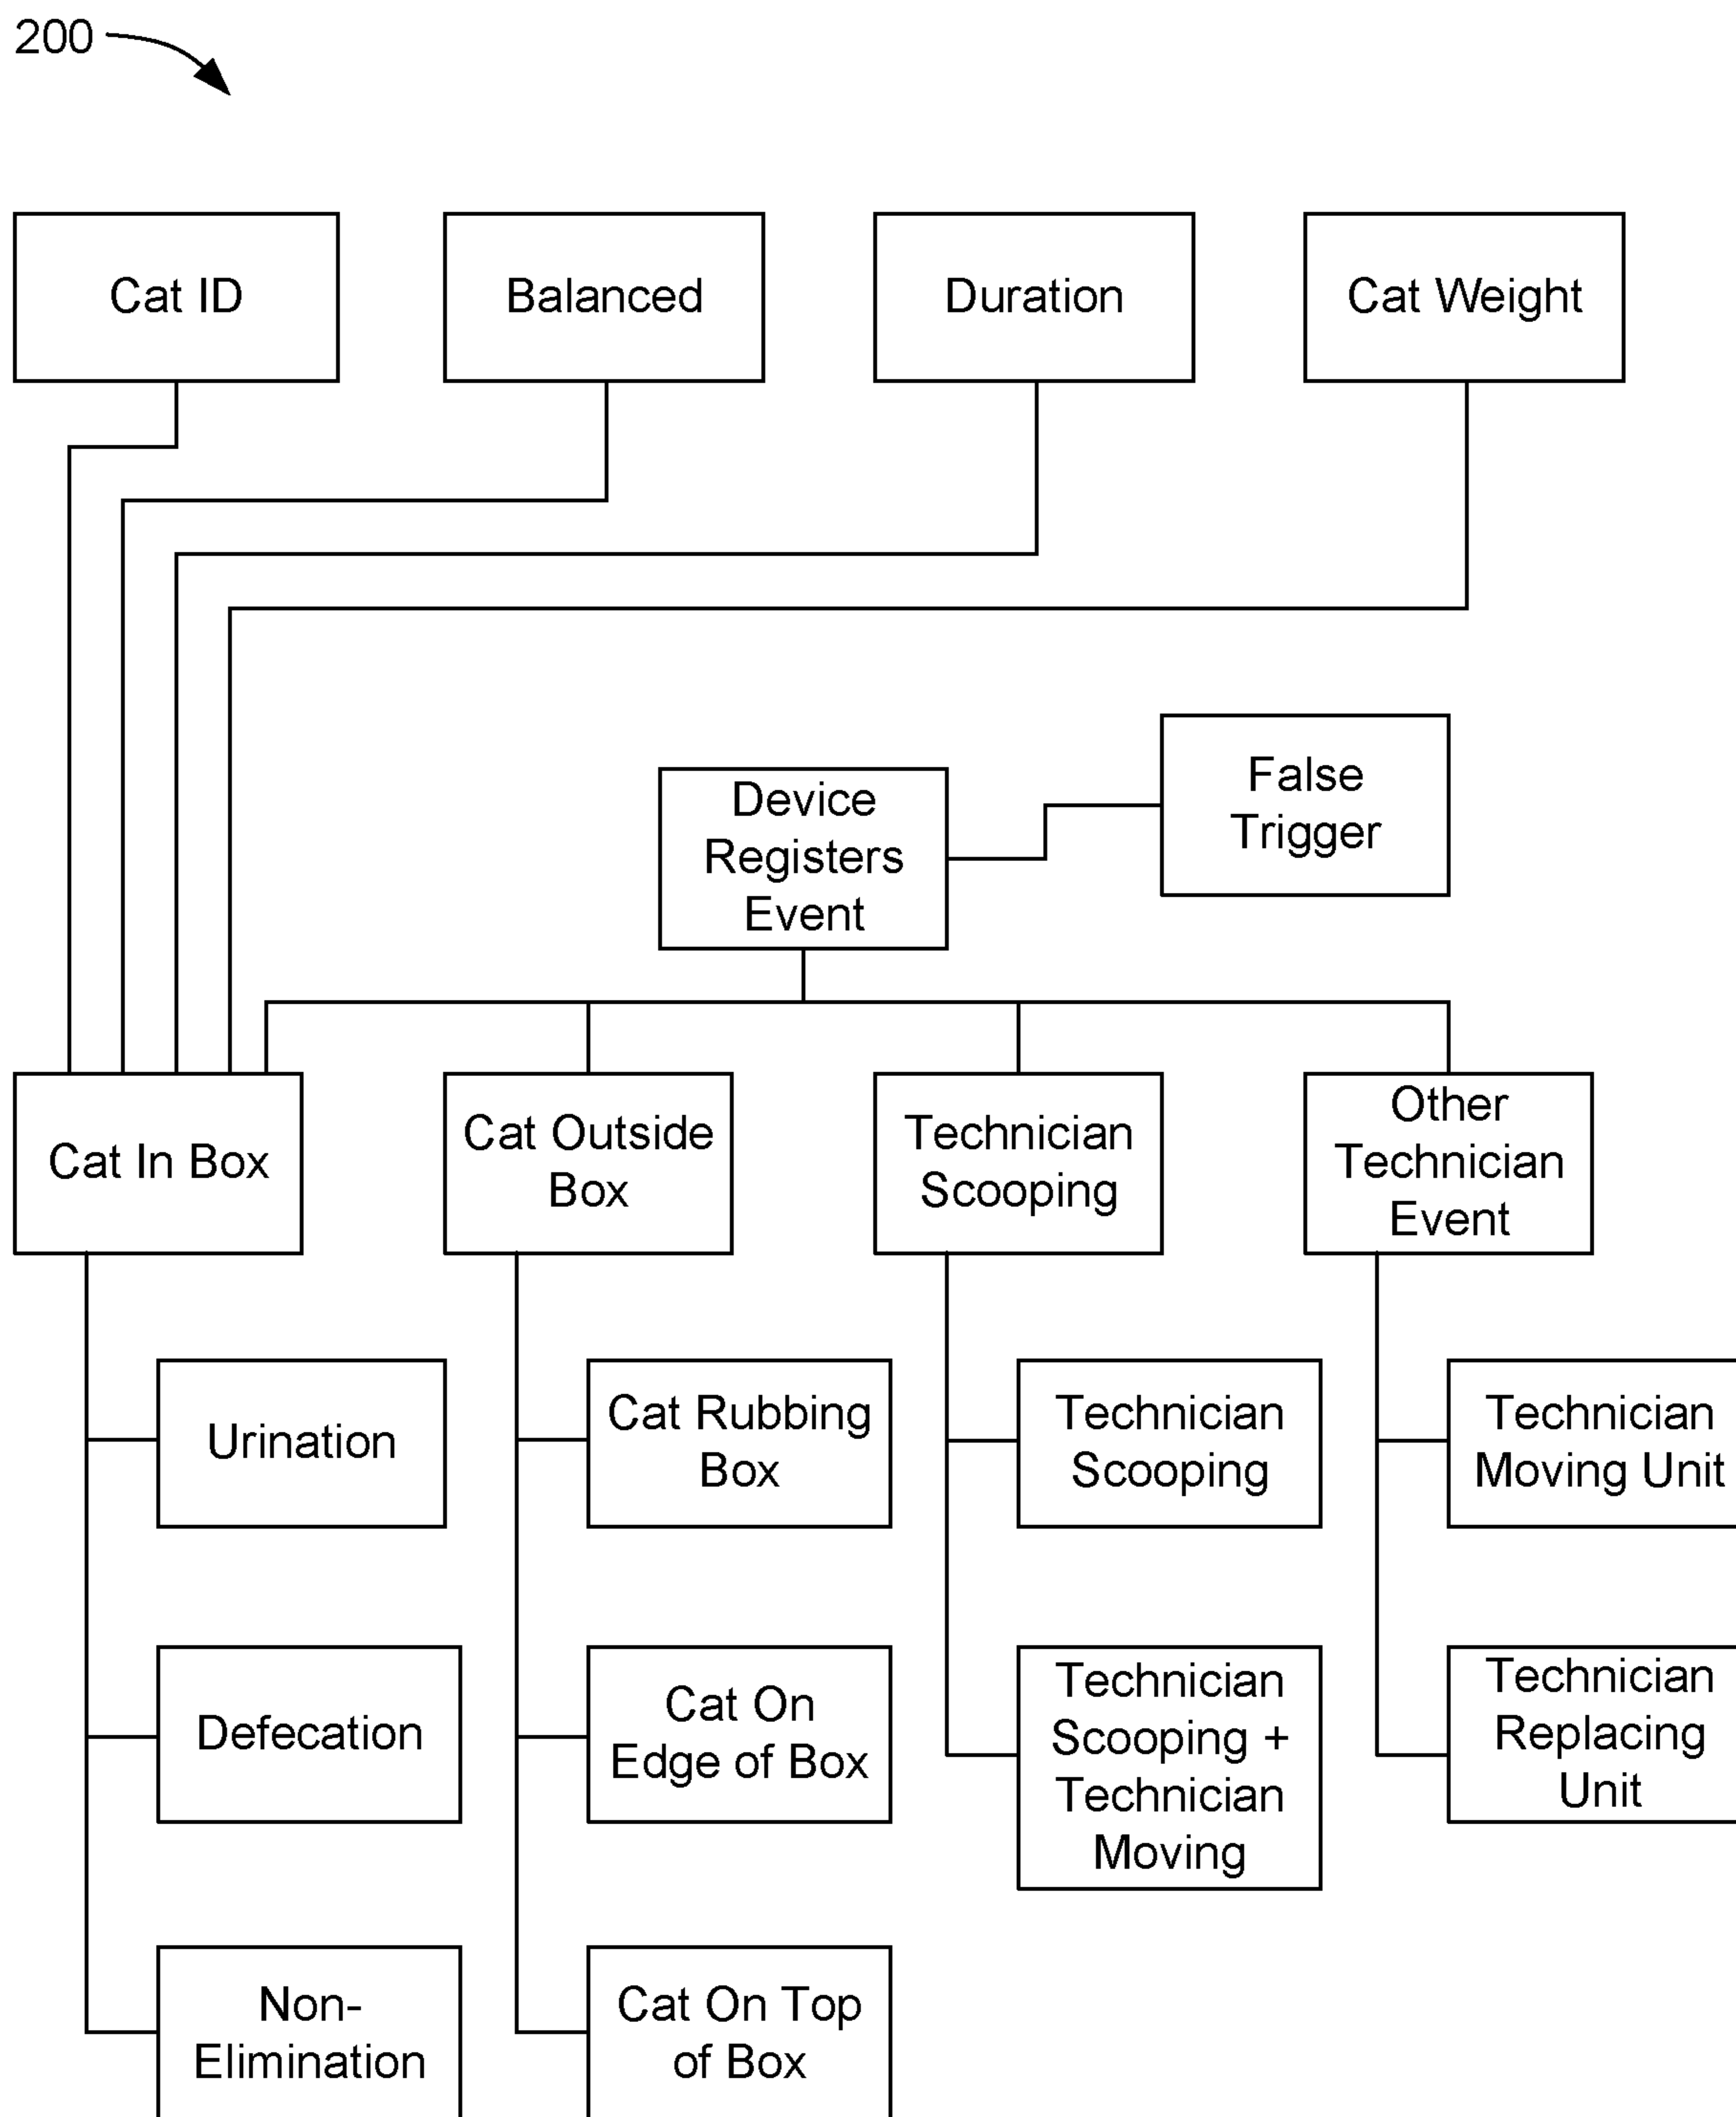 200
Cat ID
Balanced
Duration
Cat Weight
False
Trigger
Device
Registers
Event
Cat In Box
Cat Outside
Box
Technician
Scooping
Other
Technician
Event
Urination
Cat Rubbing
Box
Technician
Scooping
Technician
Moving Unit
Defecation
Cat On
Edge of Box
Technician
Scooping +
Technician
Moving
Technician
Replacing
Unit
Non-
Elimination
Cat On Top
of Box